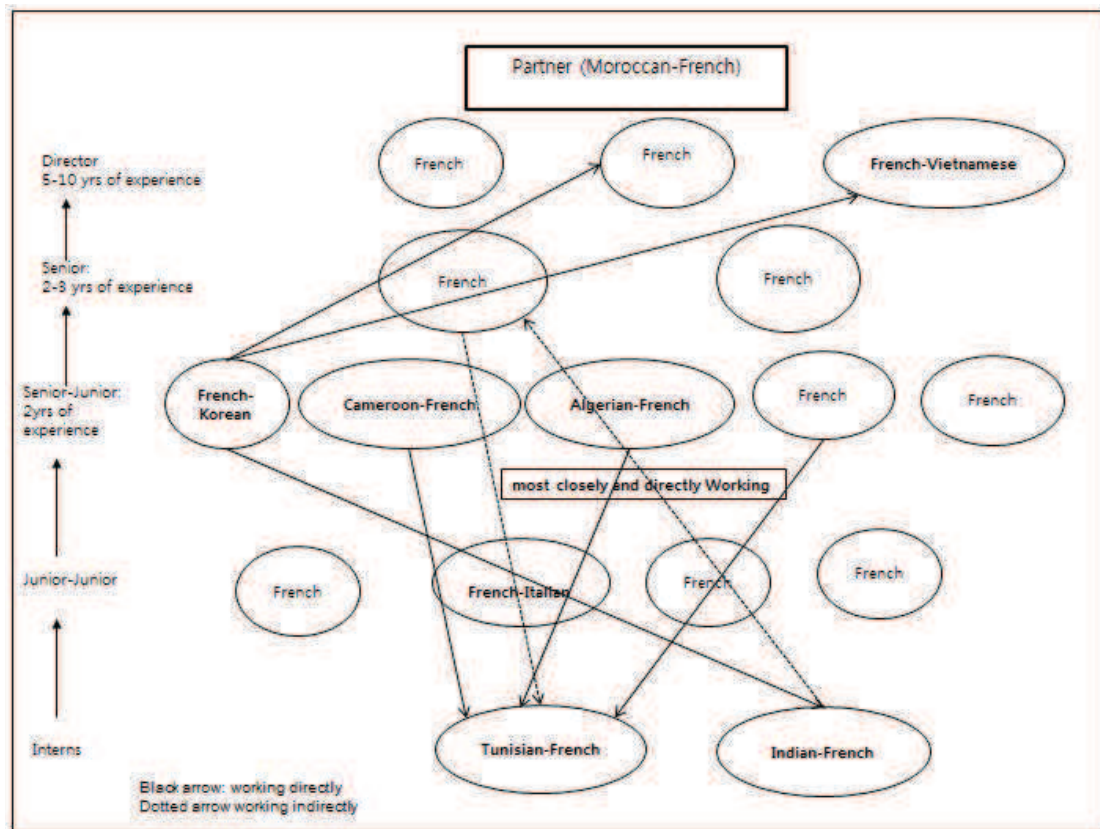 Partner (Moroccan-French)
Director
5-10 yrs of experience
French
French
French-Vietnamese
Senior:
2-3 yrs of experience
French
French
Senior-Junior:
2yrs of
experience
French-
Korean
Cameroon-French
Algerian-French
French
French
most closely and directly Working
Junior-Junior
French
French-Italian
French
French
Interns
Tunisian-French
Indian-French
Black arrow: working directly
Dotted arrow working indirectly